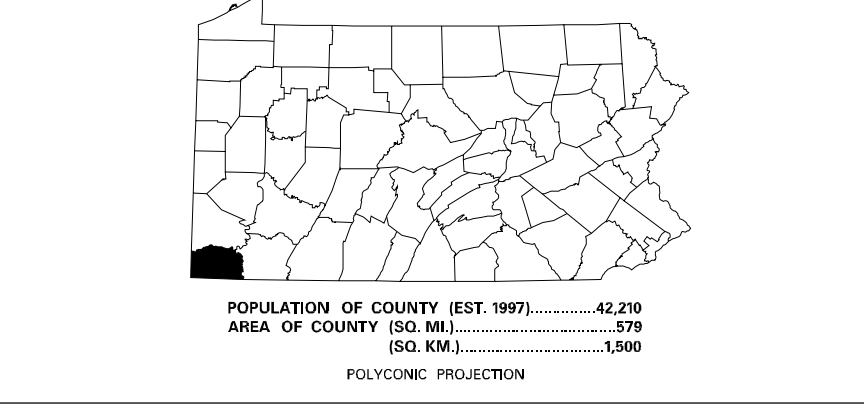 POPULATION OF COUNTY (EST. 1997)..............42,210
AREA OF COUNTY (SQ. MI.)..................................579
(SQ. KM.)...............................1,500
POLYCONIC PROJECTION